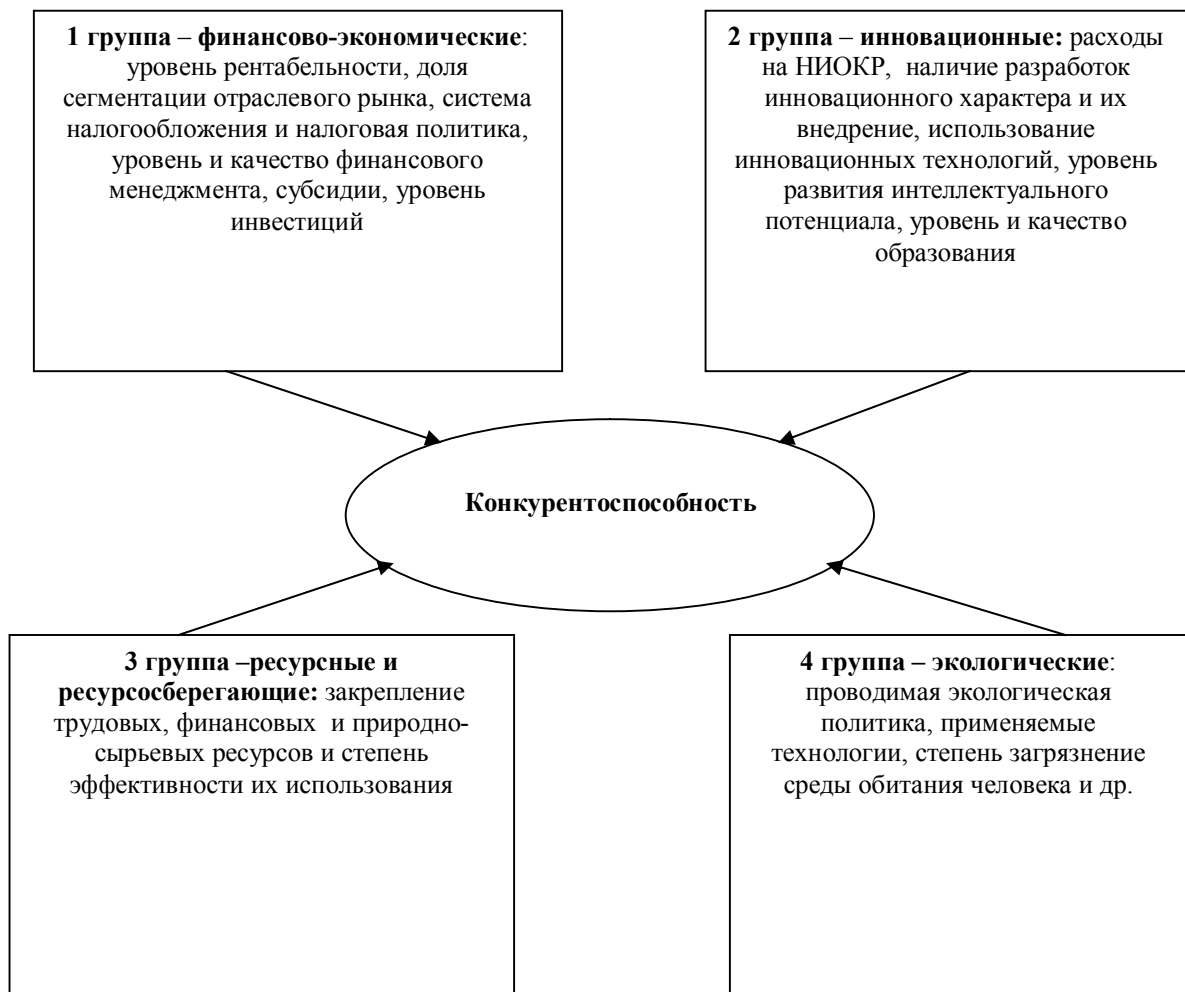 1 группа – финансово-экономические:
уровень рентабельности, доля
сегментации отраслевого рынка, система
налогообложения и налоговая политика,
уровень и качество финансового
менеджмента, субсидии, уровень
инвестиций
2 группа – инновационные: расходы
на НИОКР, наличие разработок
инновационного характера и их
внедрение, использование
инновационных технологий, уровень
развития интеллектуального
потенциала, уровень и качество
образования
Конкурентоспособность
3 группа –ресурсные и
ресурсосберегающие: закрепление
трудовых, финансовых и природно-
сырьевых ресурсов и степень
эффективности их использования
4 группа – экологические:
проводимая экологическая
политика, применяемые
технологии, степень загрязнение
среды обитания человека и др.